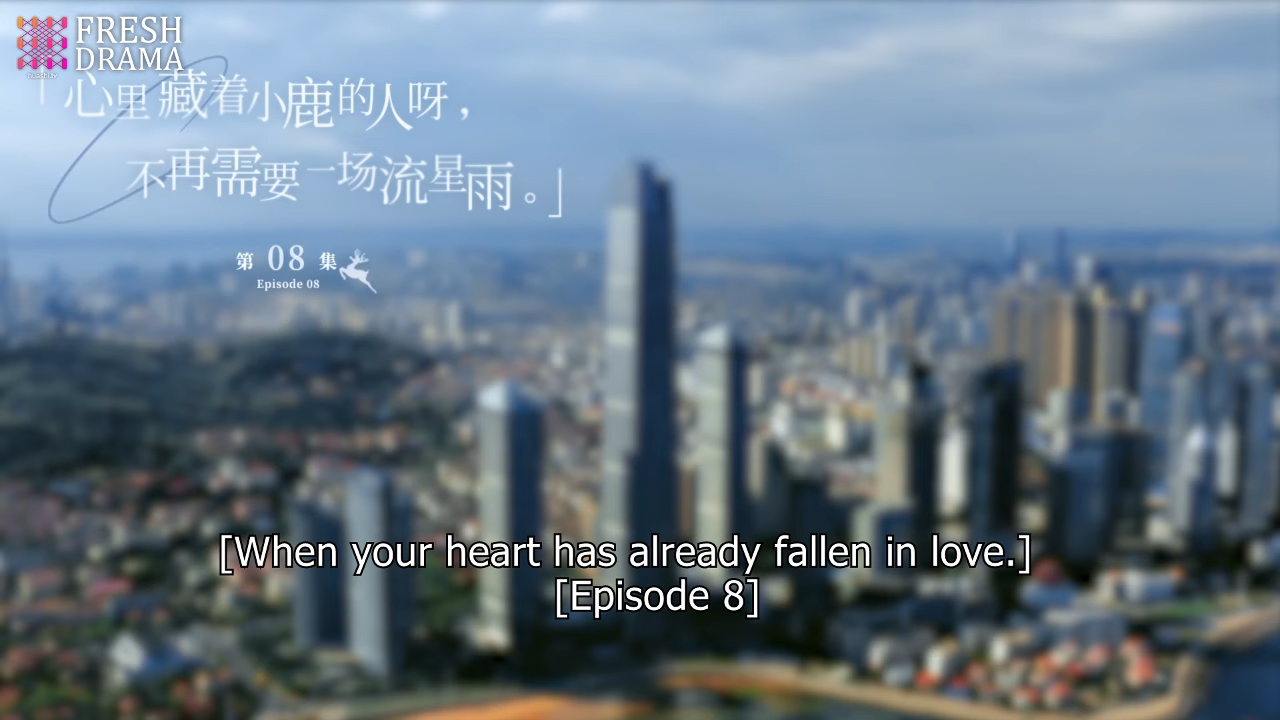 FRESH
DRAMA
「心里藏着小鹿的人呀，
不再需要一场流星雨。」
第 08 集
Episode 08
[When your heart has already fallen in love.]
[Episode 8]